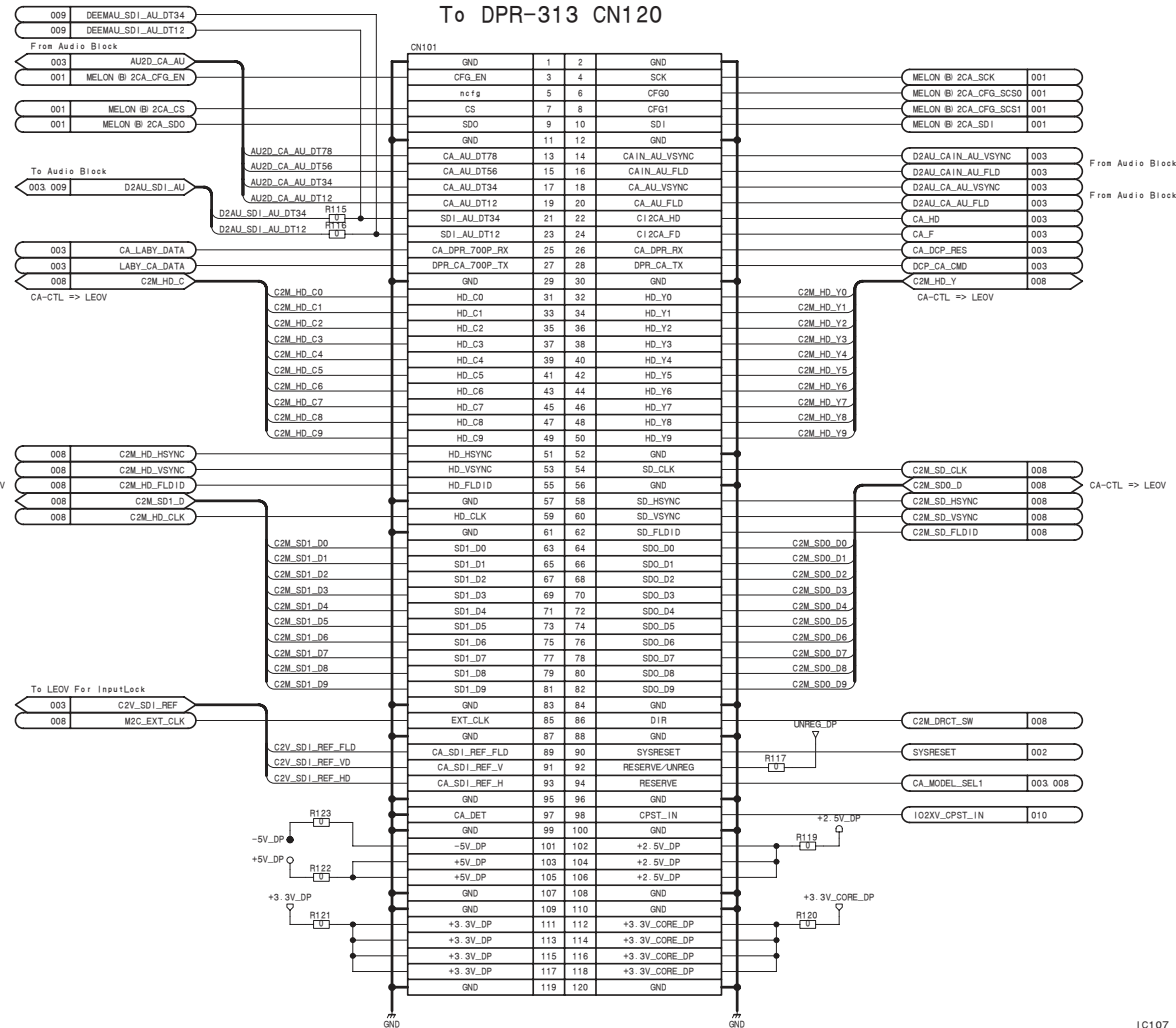 To DPR-313 CN120
009 DEEMAU_SDI_AU_DT34
009 DEEMAU_SDI_AU_DT12
From Audio Block
003 AU2D_CA_AU
001 MELON(B)2CA_CFG_EN
001 MELON(B)2CA_CS
001 MELON(B)2CA_SDO
AU2D_CA_AU_DT78
AU2D_CA_AU_DT56
AU2D_CA_AU_DT34
AU2D_CA_AU_DT12
To Audio Block
003,009 D2AU_SDI_AU
D2AU_SDI_AU_DT34
R115
0
D2AU_SDI_AU_DT12
R116
0
003 CA_LABY_DATA
003 LABY_CA_DATA
008 C2M_HD_C
CA-CTL => LEOV
C2M_HD_C0
C2M_HD_C1
C2M_HD_C2
C2M_HD_C3
C2M_HD_C4
C2M_HD_C5
C2M_HD_C6
C2M_HD_C7
C2M_HD_C8
C2M_HD_C9
008 C2M_HD_HSYNC
008 C2M_HD_VSYNC
V
008 C2M_HD_FLDID
008 C2M_SD1_D
008 C2M_HD_CLK
C2M_SD1_D0
C2M_SD1_D1
C2M_SD1_D2
C2M_SD1_D3
C2M_SD1_D4
C2M_SD1_D5
C2M_SD1_D6
C2M_SD1_D7
C2M_SD1_D8
C2M_SD1_D9
To LEOV For InputLock
003 C2V_SDI_REF
008 M2C_EXT_CLK
C2V_SDI_REF_FLD
C2V_SDI_REF_VD
C2V_SDI_REF_HD
R123
0
-5V_DP
+5V_DP
R122
0
+3.3V_DP
R121
0
CN101
GND 1 2 GND
CFG_EN 3 4 SCK
ncfg 5 6 CFG0
CS 7 8 CFG1
SDO 9 10 SDI
GND 11 12 GND
CA_AU_DT78 13 14 CAIN_AU_VSYNC
CA_AU_DT56 15 16 CAIN_AU_FLD
CA_AU_DT34 17 18 CA_AU_VSYNC
CA_AU_DT12 19 20 CA_AU_FLD
SDI_AU_DT34 21 22 CI2CA_HD
SDI_AU_DT12 23 24 CI2CA_FD
CA_DPR_700P_RX 25 26 CA_DPR_RX
DPR_CA_700P_TX 27 28 DPR_CA_TX
GND 29 30 GND
HD_C0 31 32 HD_Y0
HD_C1 33 34 HD_Y1
HD_C2 35 36 HD_Y2
HD_C3 37 38 HD_Y3
HD_C4 39 40 HD_Y4
HD_C5 41 42 HD_Y5
HD_C6 43 44 HD_Y6
HD_C7 45 46 HD_Y7
HD_C8 47 48 HD_Y8
HD_C9 49 50 HD_Y9
HD_HSYNC 51 52 GND
HD_VSYNC 53 54 SD_CLK
HD_FLDID 55 56 GND
GND 57 58 SD_HSYNC
HD_CLK 59 60 SD_VSYNC
GND 61 62 SD_FLDID
SD1_D0 63 64 SD0_D0
SD1_D1 65 66 SD0_D1
SD1_D2 67 68 SD0_D2
SD1_D3 69 70 SD0_D3
SD1_D4 71 72 SD0_D4
SD1_D5 73 74 SD0_D5
SD1_D6 75 76 SD0_D6
SD1_D7 77 78 SD0_D7
SD1_D8 79 80 SD0_D8
SD1_D9 81 82 SD0_D9
GND 83 84 GND
EXT_CLK 85 86 DIR
GND 87 88 GND
CA_SDI_REF_FLD 89 90 SYSRESET
CA_SDI_REF_V 91 92 RESERVE/UNREG
CA_SDI_REF_H 93 94 RESERVE
GND 95 96 GND
CA_DET 97 98 CPST_IN
GND 99 100 GND
-5V_DP 101 102 +2.5V_DP
+5V_DP 103 104 +2.5V_DP
+5V_DP 105 106 +2.5V_DP
GND 107 108 GND
GND 109 110 GND
+3.3V_DP 111 112 +3.3V_CORE_DP
+3.3V_DP 113 114 +3.3V_CORE_DP
+3.3V_DP 115 116 +3.3V_CORE_DP
+3.3V_DP 117 118 +3.3V_CORE_DP
GND 119 120 GND
GND
GND
MELON(B)2CA_SCK 001
MELON(B)2CA_CFG_SCS0 001
MELON(B)2CA_CFG_SCS1 001
MELON(B)2CA_SDI 001
D2AU_CAIN_AU_VSYNC 003
From Audio Block
D2AU_CAIN_AU_FLD 003
D2AU_CA_AU_VSYNC 003
From Audio Block
D2AU_CA_AU_FLD 003
CA_HD 003
CA_F 003
CA_DCP_RES 003
DCP_CA_CMD 003
C2M_HD_Y 008
CA-CTL => LEOV
C2M_HD_Y0
C2M_HD_Y1
C2M_HD_Y2
C2M_HD_Y3
C2M_HD_Y4
C2M_HD_Y5
C2M_HD_Y6
C2M_HD_Y7
C2M_HD_Y8
C2M_HD_Y9
C2M_SD_CLK 008
C2M_SD0_D 008
CA-CTL => LEOV
C2M_SD_HSYNC 008
C2M_SD_VSYNC 008
C2M_SD_FLDID 008
C2M_SD0_D0
C2M_SD0_D1
C2M_SD0_D2
C2M_SD0_D3
C2M_SD0_D4
C2M_SD0_D5
C2M_SD0_D6
C2M_SD0_D7
C2M_SD0_D8
C2M_SD0_D9
C2M_DRCT_SW 008
UNREG_DP
SYSRESET 002
R117
0
CA_MODEL_SEL1 003,008
IO2XV_CPST_IN 010
+2.5V_DP
R119
0
+3.3V_CORE_DP
R120
0
IC107